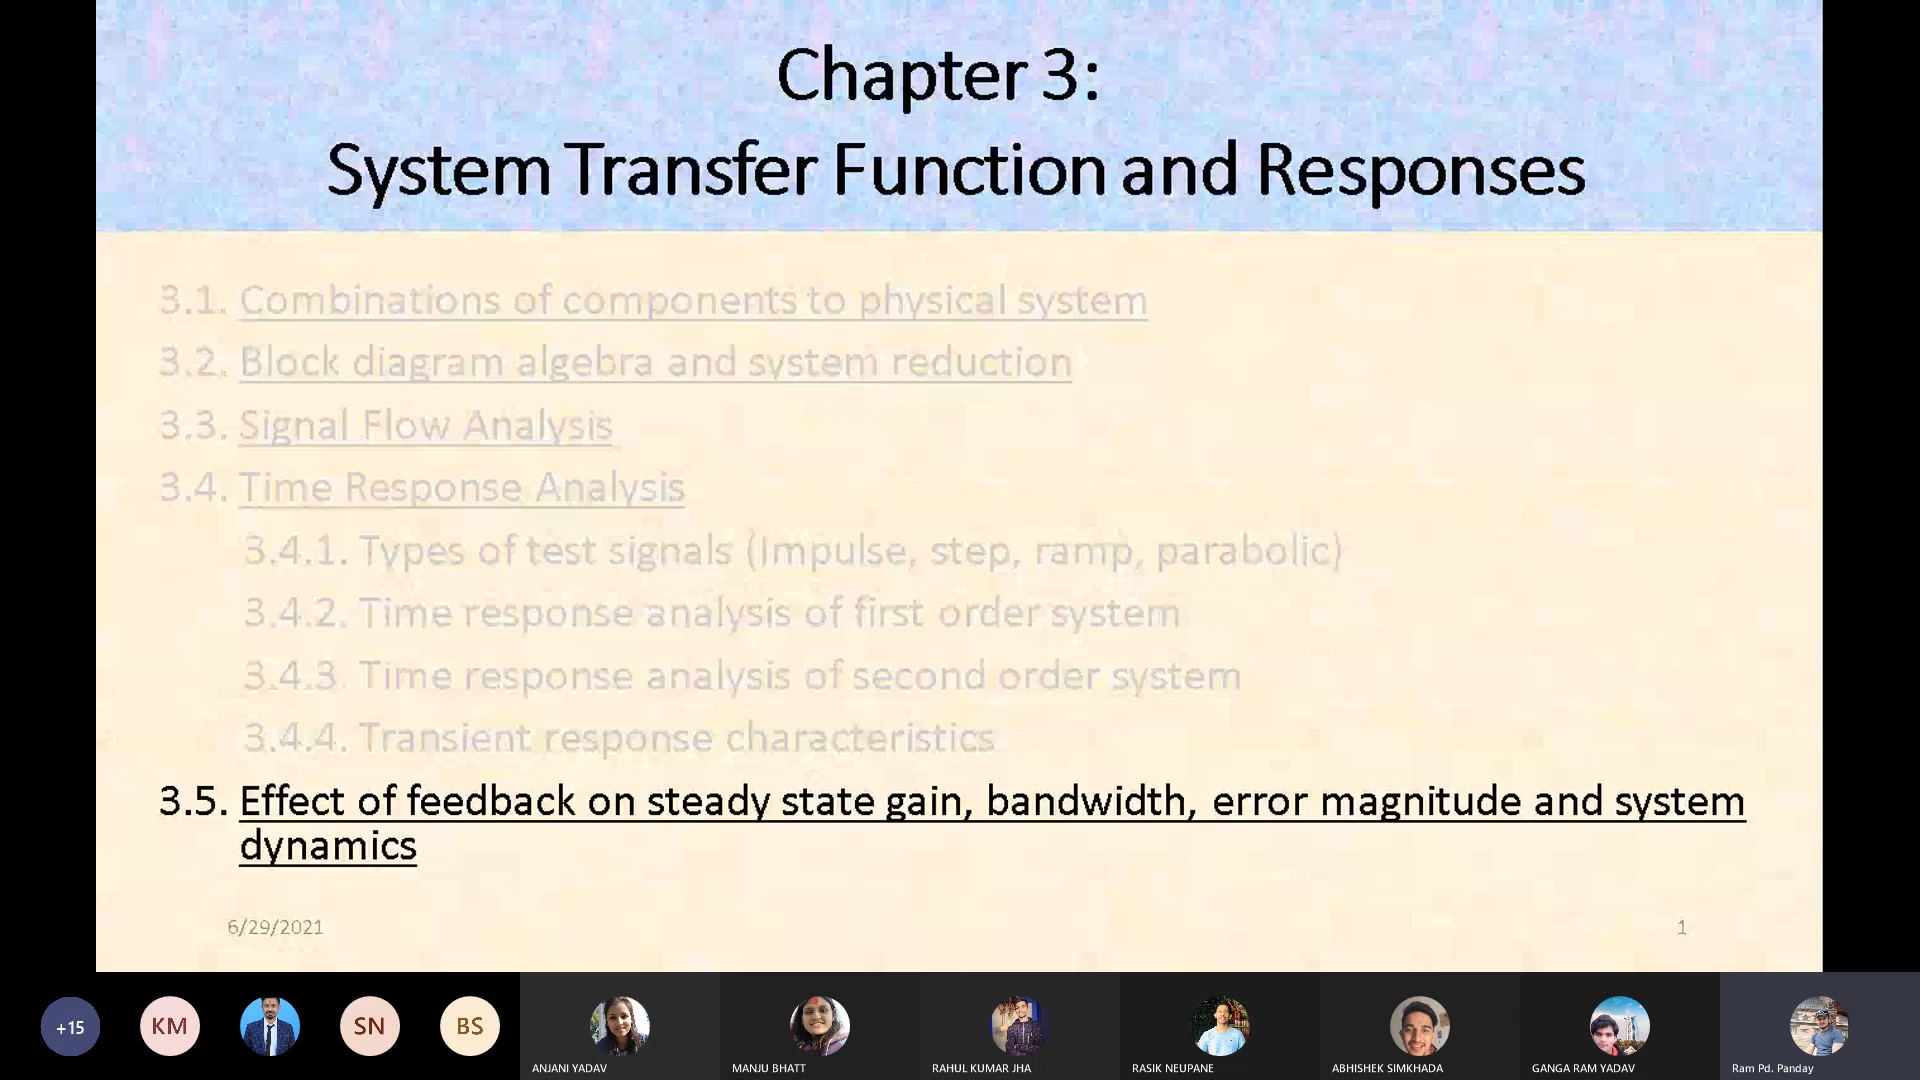 Chapter 3:
System Transfer Function and Responses
3.1. Combinations of components to physical system
3.2. Block diagram algebra and system reduction
3.3. Signal Flow Analysis
3.4. Time Response Analysis
3.4.1. Types of test signals (Impulse, step, ramp, parabolic)
3.4.2. Time response analysis of first order system
3.4.3. Time response analysis of second order system
3.4.4. Transient response characteristics
3.5. Effect of feedback on steady state gain, bandwidth, error magnitude and system
dynamics
6/29/2021
1
+15
KM
SN
BS
ANJANI YADAV
MANJU BHATT
RAHUL KUMAR JHA
RASIK NEUPANE
ABHISHEK SIMKHADA
GANGA RAM YADAV
Ram Pd. Panday